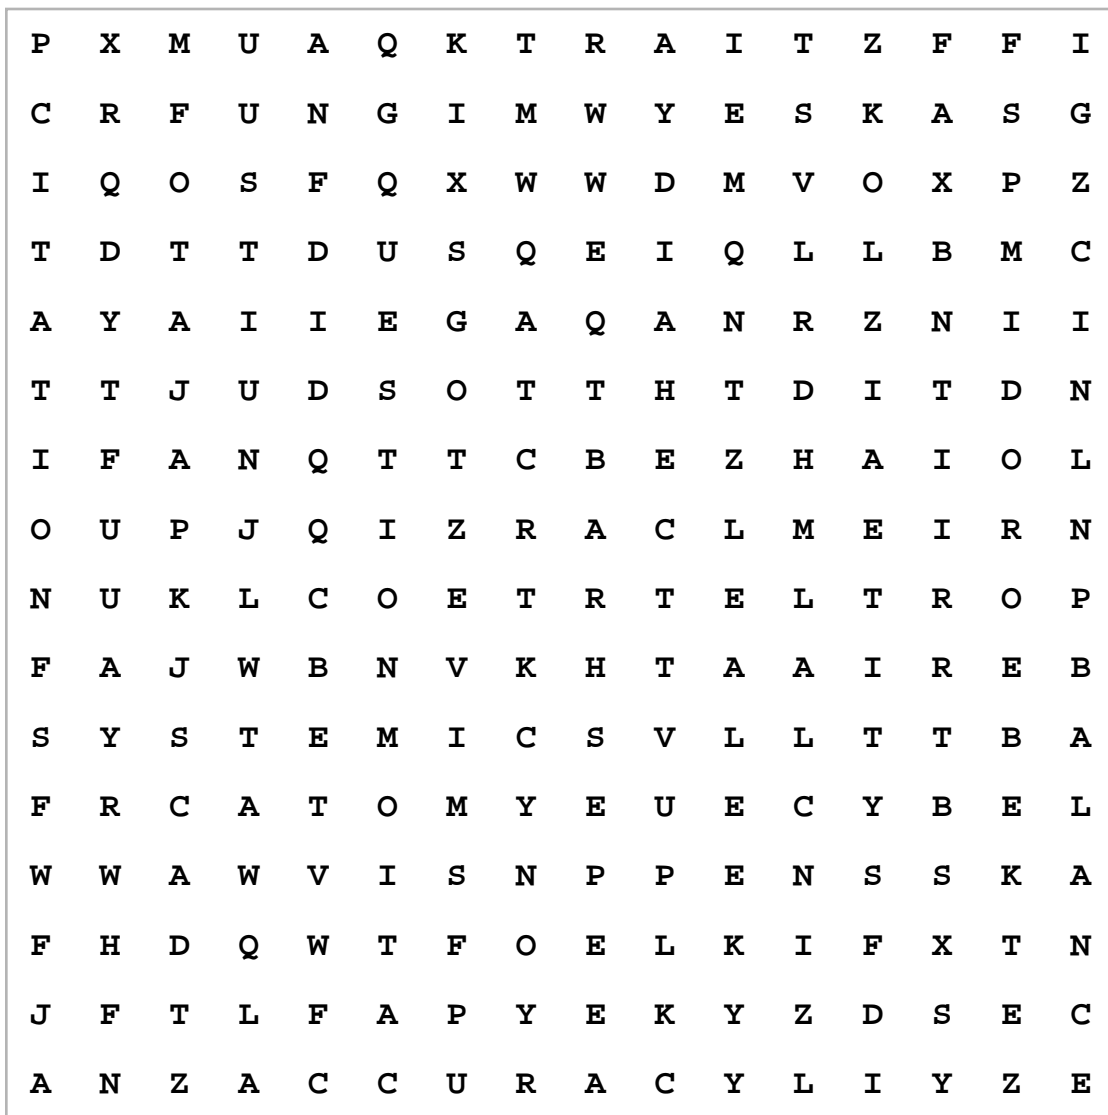 P X M U A Q K T R A I T Z F F I
C R F U N G I M W Y E S K A S G
I Q O S F Q X W W D M V O X P Z
T D T T D U S Q E I Q L L B M C
A Y A I I E G A Q A N R Z N I I
T T J U D S O T T H T D I T D N
I F A N Q T T C B E Z H A I O L
O U P J Q I Z R A C L M E I R N
N U K L C O E T R T E L T R O P
F A J W B N V K H T A A I R E B
S Y S T E M I C S V L L T T B A
F R C A T O M Y E U E C Y B E L
W W A W V I S N P P E N S S K A
F H D Q W T F O E L K I F X T N
J F T L F A P Y E K Y Z D S E C
A N Z A C C U R A C Y L I Y Z E